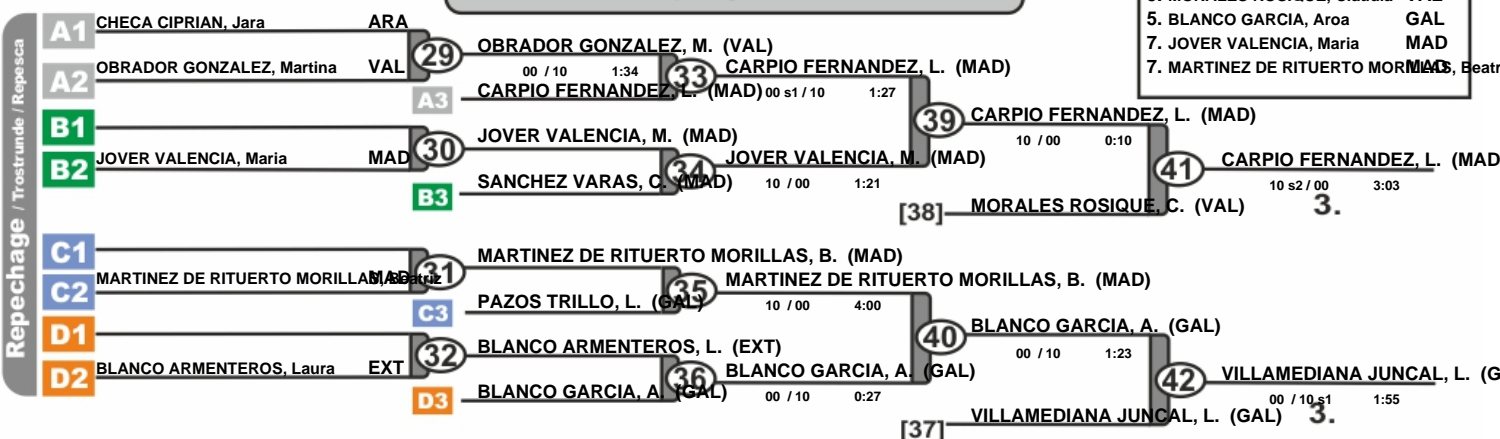 5. BLANCO GARCIA, Aroa GAL
7. JOVER VALENCIA, Maria MAD
7. MARTINEZ DE RITUERTO MORILLAS, Beatr MAD
Repechage / Trostrunde / Repesca
A1 CHECA CIPRIAN, Jara ARA
29
A2 OBRADOR GONZALEZ, Martina VAL
OBRADOR GONZALEZ, M. (VAL)
00 / 10 1:34
33
A3 CARPIO FERNANDEZ, L. (MAD)
CARPIO FERNANDEZ, L. (MAD)
00 s1 / 10 1:27
B1
30
B2 JOVER VALENCIA, Maria MAD
JOVER VALENCIA, M. (MAD)
34
B3 SANCHEZ VARAS, C. (MAD)
JOVER VALENCIA, M. (MAD)
10 / 00 1:21
39
CARPIO FERNANDEZ, L. (MAD)
10 / 00 0:10
41
[38] MORALES ROSIQUE, C. (VAL)
CARPIO FERNANDEZ, L. (MAD
10 s2 / 00 3:03
3.
C1
31
C2 MARTINEZ DE RITUERTO MORILLAS, Beatriz MAD
MARTINEZ DE RITUERTO MORILLAS, B. (MAD)
35
C3 PAZOS TRILLO, L. (GAL)
MARTINEZ DE RITUERTO MORILLAS, B. (MAD)
10 / 00 4:00
D1
32
D2 BLANCO ARMENTEROS, Laura EXT
BLANCO ARMENTEROS, L. (EXT)
36
D3 BLANCO GARCIA, A. (GAL)
BLANCO GARCIA, A. (GAL)
00 / 10 0:27
40
BLANCO GARCIA, A. (GAL)
00 / 10 1:23
42
[37] VILLAMEDIANA JUNCAL, L. (GAL)
VILLAMEDIANA JUNCAL, L. (G
00 / 10 s1 1:55
3.